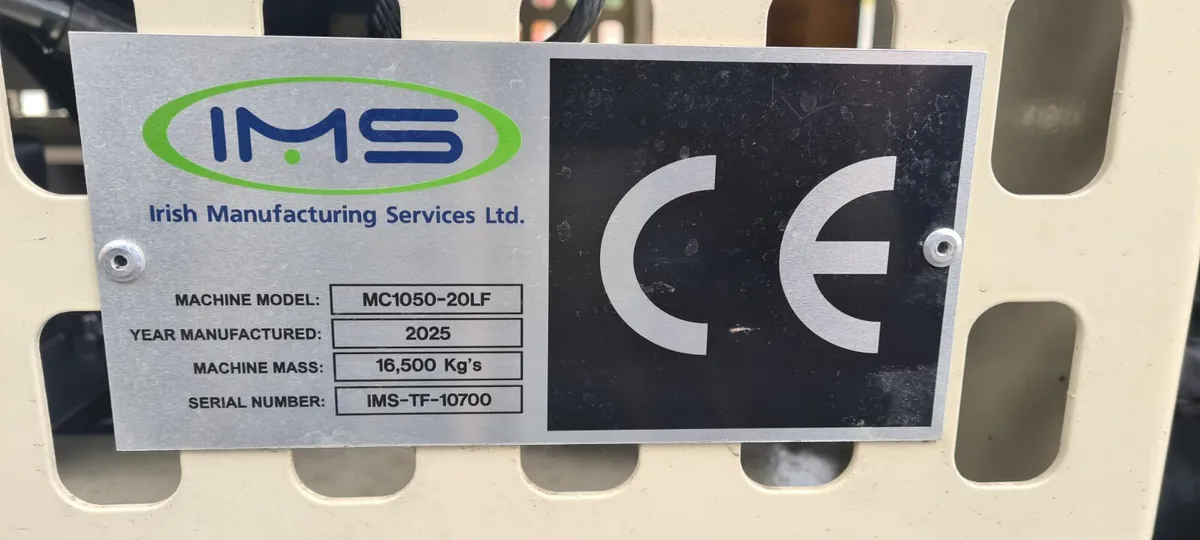 IMS
Irish Manufacturing Services Ltd.
MACHINE MODEL: MC1050-20LF
YEAR MANUFACTURED: 2025
MACHINE MASS: 16,500 Kg's
SERIAL NUMBER: IMS-TF-10700
CE